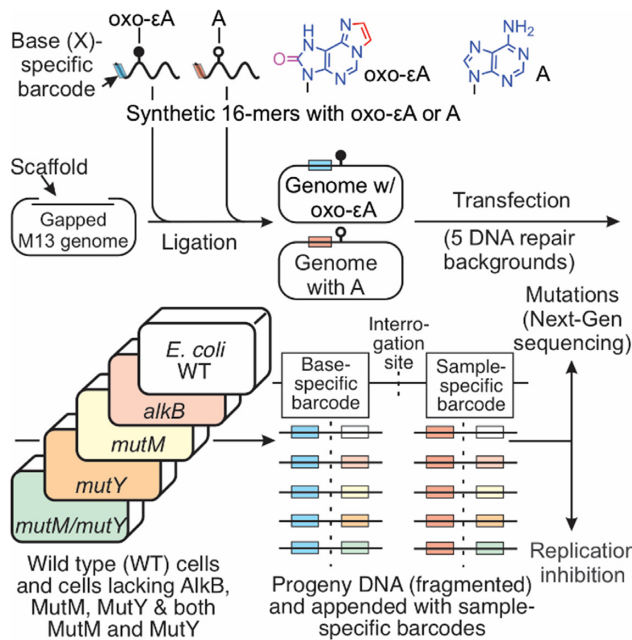 oxo-εA
A
Base (X)-
specific
barcode
HN
N
O
N
N
N
oxo-εA
NH₂
N
N
N
N
A
Synthetic 16-mers with oxo-εA or A
Scaffold
Gapped
M13 genome
Ligation
Genome w/
oxo-εA
Genome
with A
Transfection
(5 DNA repair
backgrounds)
Mutations
(Next-Gen
sequencing)
E. coli
WT
alkB
mutM
mutY
mutM/mutY
Interro-
gation
site
Base-
specific
barcode
Sample-
specific
barcode
Replication
inhibition
Wild type (WT) cells
and cells lacking AlkB,
MutM, MutY & both
MutM and MutY
Progeny DNA (fragmented)
and appended with sample-
specific barcodes